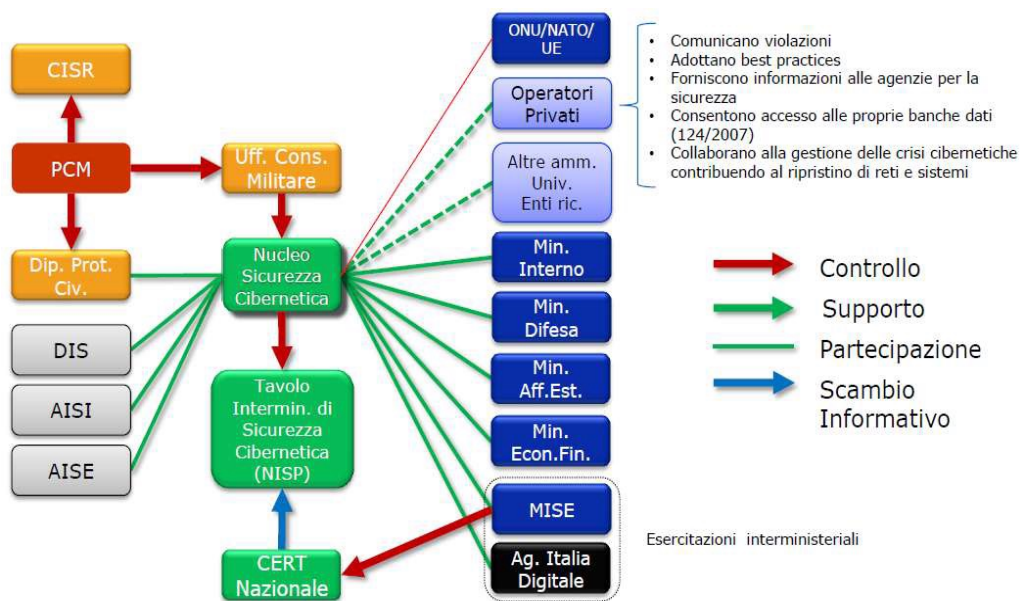 CISR
PCM
Dip. Prot.
Civ.
DIS
AISI
AISE
Uff. Cons.
Militare
Nucleo
Sicurezza
Cibernetica
Tavolo
Intermin. di
Sicurezza
Cibernetica
(NISP)
CERT
Nazionale
ONU/NATO/
UE
Operatori
Privati
Altre amm.
Univ.
Enti ric.
Min.
Interno
Min.
Difesa
Min.
Aff.Est.
Min.
Econ.Fin.
MISE
Ag. Italia
Digitale
• Comunicano violazioni
• Adottano best practices
• Forniscono informazioni alle agenzie per la
sicurezza
• Consentono accesso alle proprie banche dati
(124/2007)
• Collaborano alla gestione delle crisi cibernetiche
contribuendo al ripristino di reti e sistemi
Controllo
Supporto
Partecipazione
Scambio
Informativo
Esercitazioni interministeriali